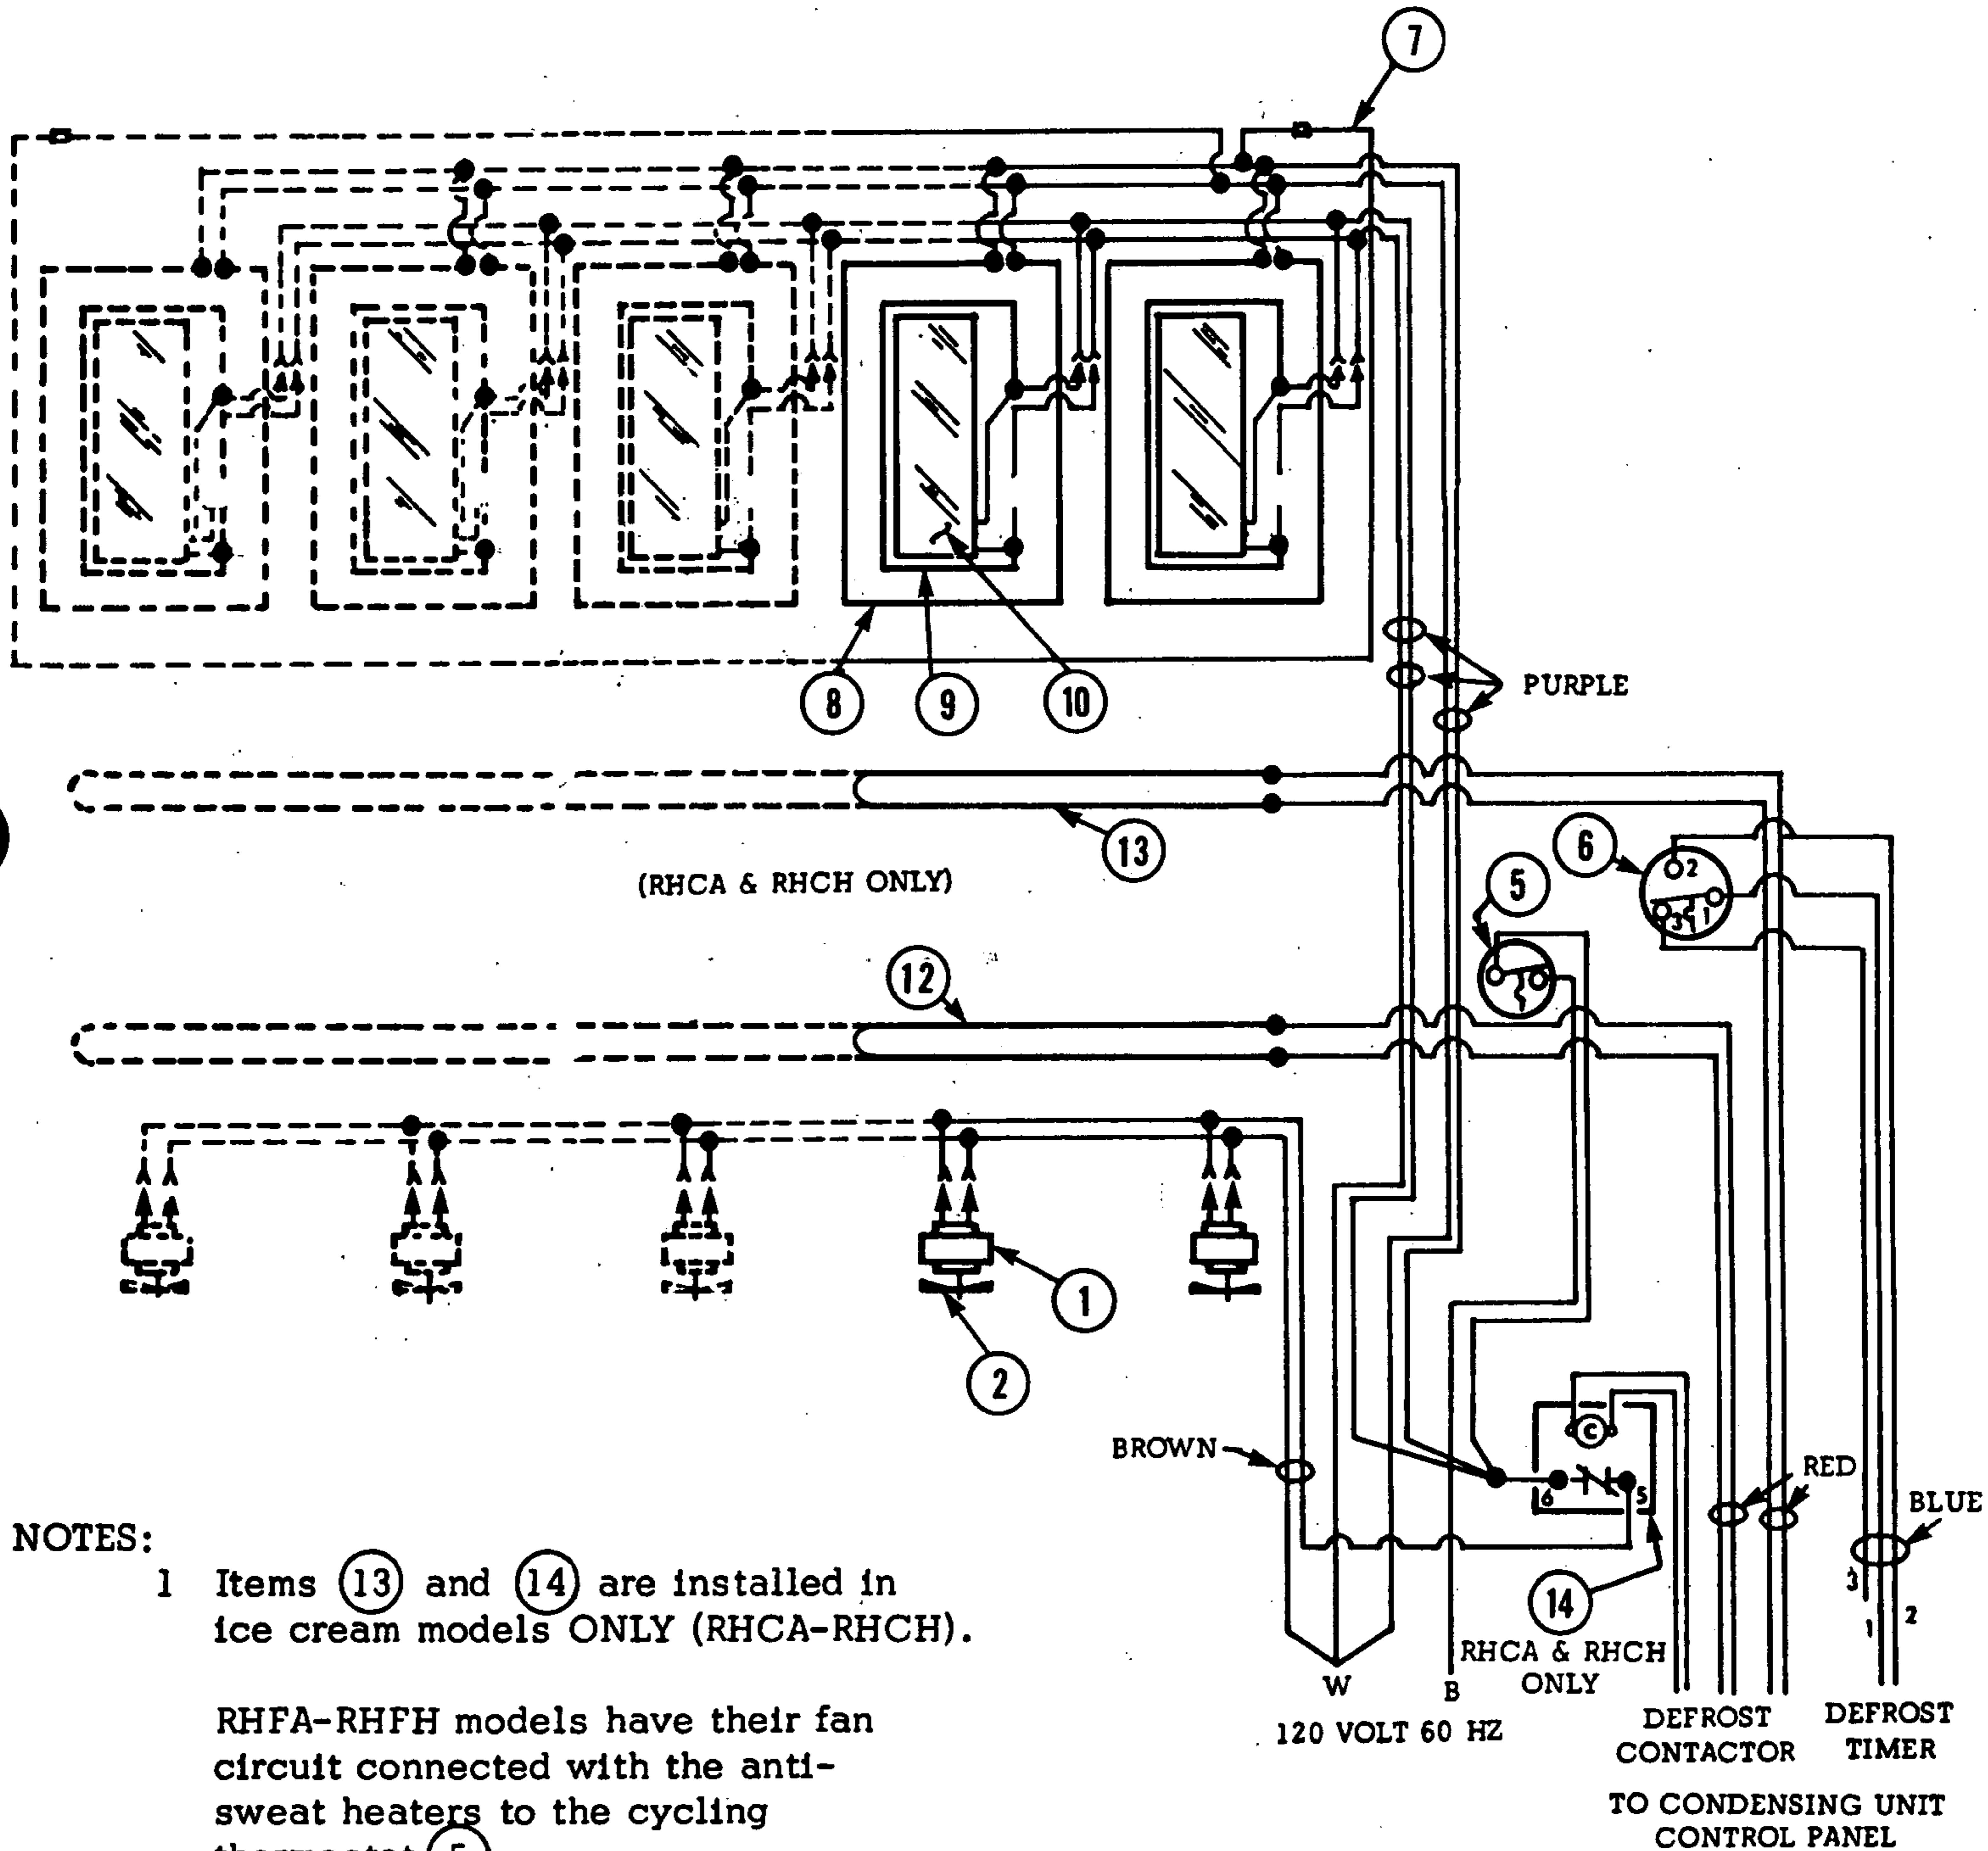 7
8
9
10
PURPLE
13
6
(RHCA & RHCH ONLY)
5
2
3
1
12
1
2
BROWN
C
6
5
RED
BLUE
14
3
1
2
RHCA & RHCH
ONLY
W
B
120 VOLT 60 HZ
DEFROST
CONTACTOR
DEFROST
TIMER
TO CONDENSING UNIT
CONTROL PANEL
NOTES:
1 Items 13 and 14 are installed in
ice cream models ONLY (RHCA-RHCH).
RHFA-RHFH models have their fan
circuit connected with the anti-
sweat heaters to the cycling
thermostat 5